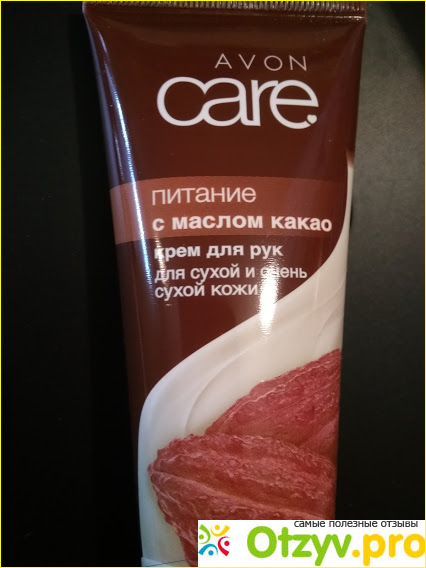 AVON
care
питание
с маслом какао
крем для рук
для сухой и очень
сухой кожи
самые полезные отзывы
Otzyv.pro